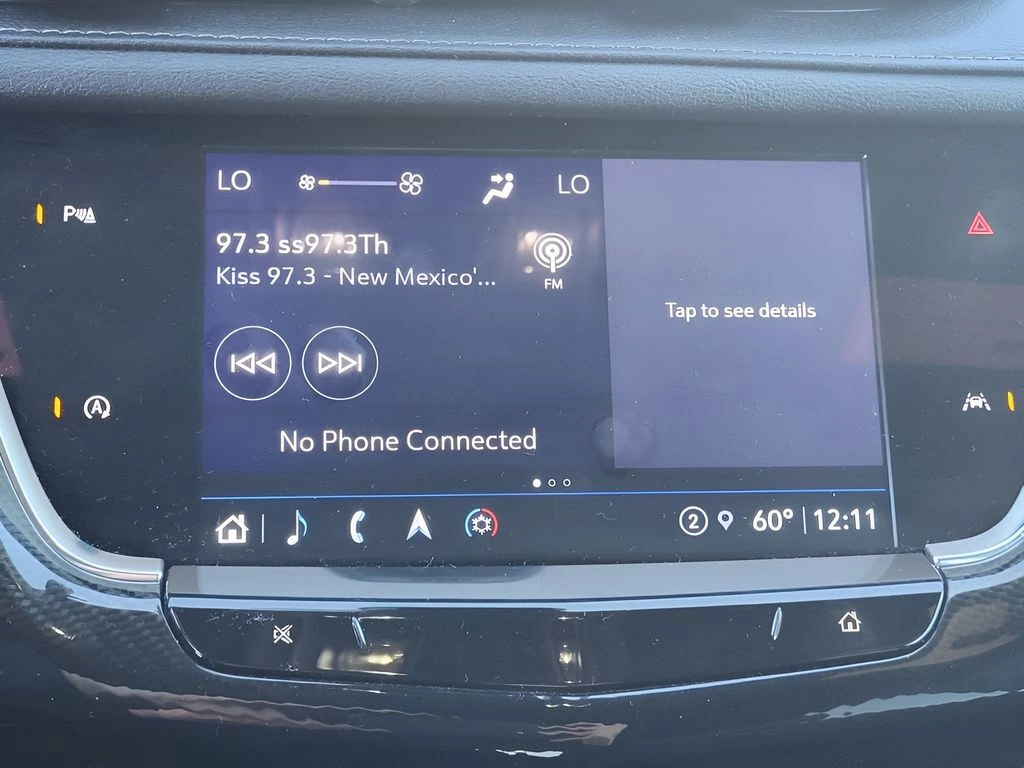 LO
LO
97.3 ss97.3Th
Kiss 97.3 - New Mexico'...
FM
Tap to see details
No Phone Connected
2 60° 12:11
P
A